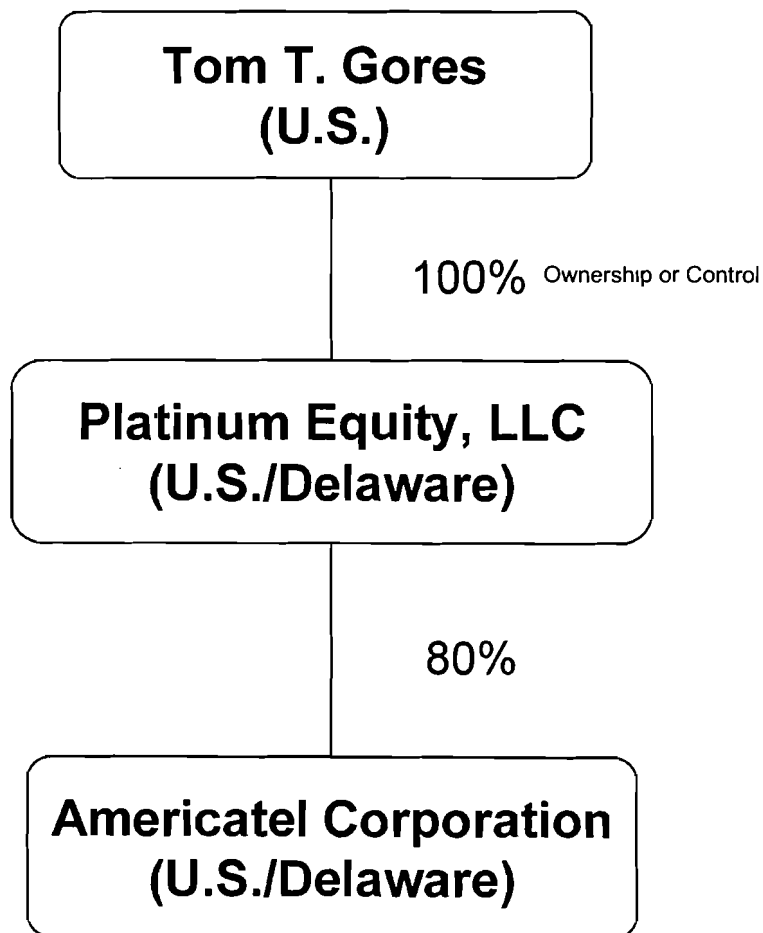 Tom T. Gores
(U.S.)
100% Ownership or Control
Platinum Equity, LLC
(U.S./Delaware)
80%
Americatel Corporation
(U.S./Delaware)